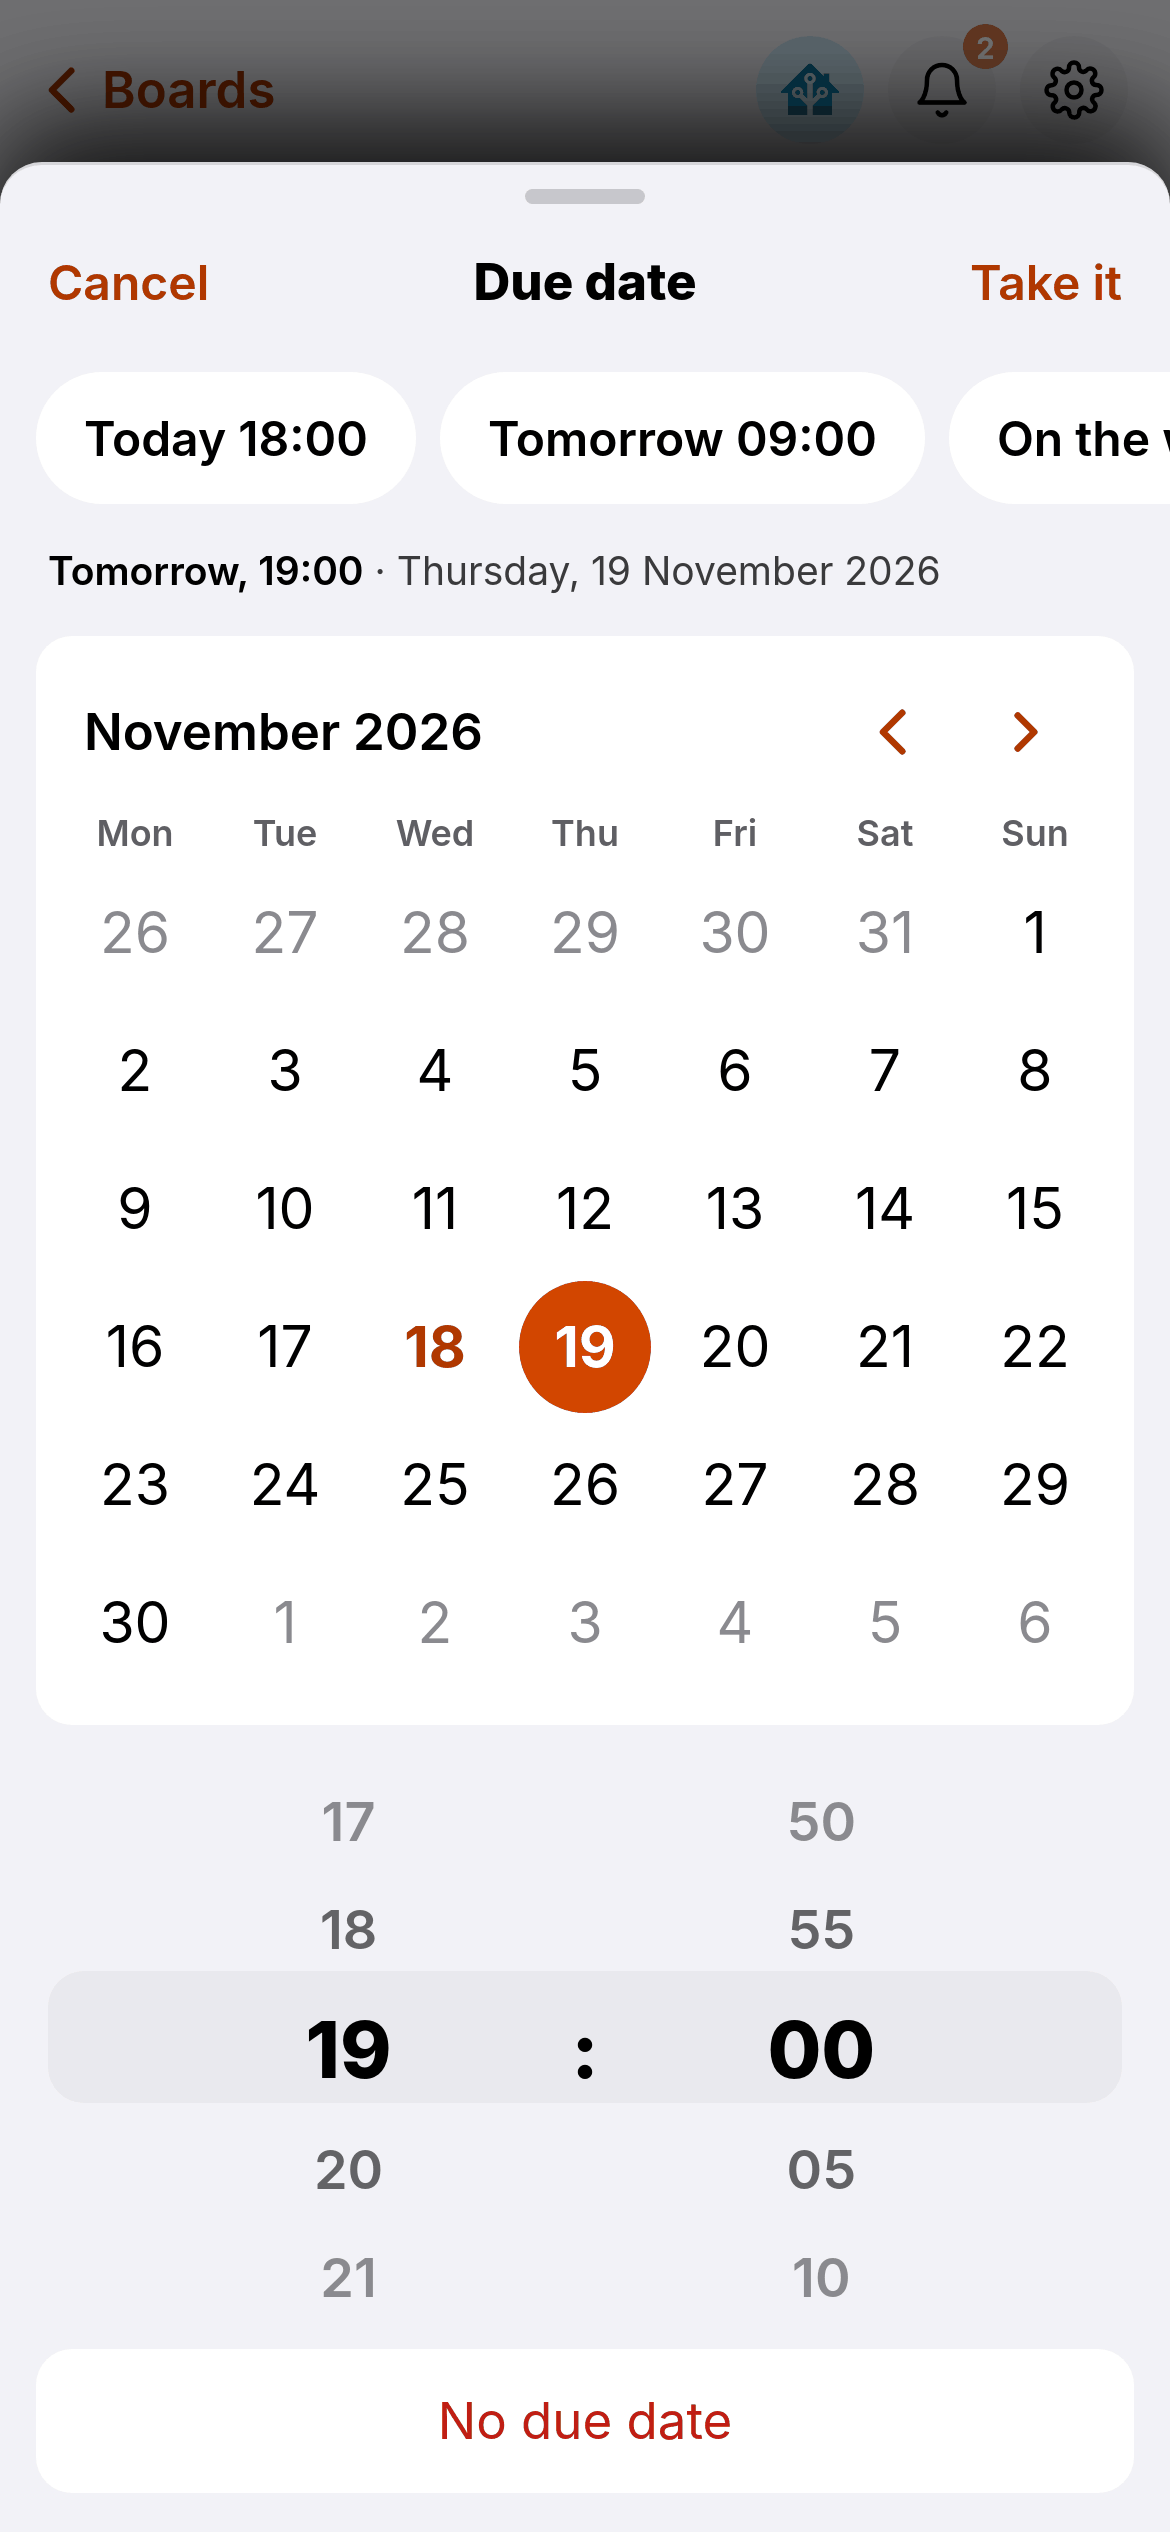 Boards
2
Cancel
Due date
Take it
Today 18:00
Tomorrow 09:00
On the
Tomorrow, 19:00 · Thursday, 19 November 2026
November 2026
Mon Tue Wed Thu Fri Sat Sun
26 27 28 29 30 31 1
2 3 4 5 6 7 8
9 10 11 12 13 14 15
16 17 18 19 20 21 22
23 24 25 26 27 28 29
30 1 2 3 4 5 6
17 50
18 55
19 : 00
20 05
21 10
No due date